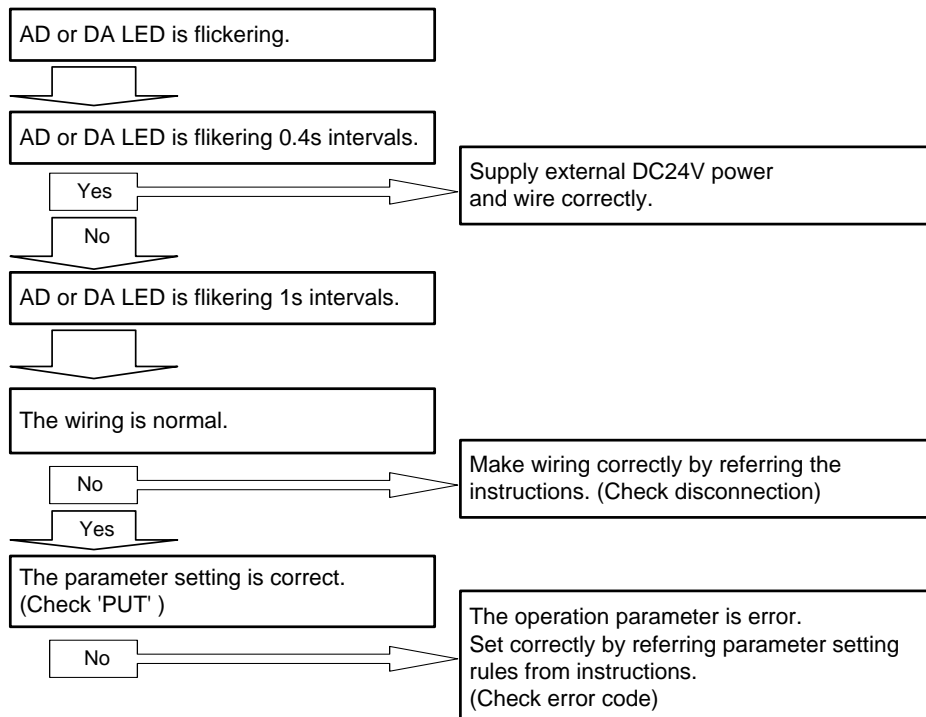 AD or DA LED is flickering.
AD or DA LED is flikering 0.4s intervals.
Yes
Supply external DC24V power
and wire correctly.
No
AD or DA LED is flikering 1s intervals.
The wiring is normal.
No
Make wiring correctly by referring the
instructions. (Check disconnection)
Yes
The parameter setting is correct.
(Check 'PUT' )
No
The operation parameter is error.
Set correctly by referring parameter setting
rules from instructions.
(Check error code)